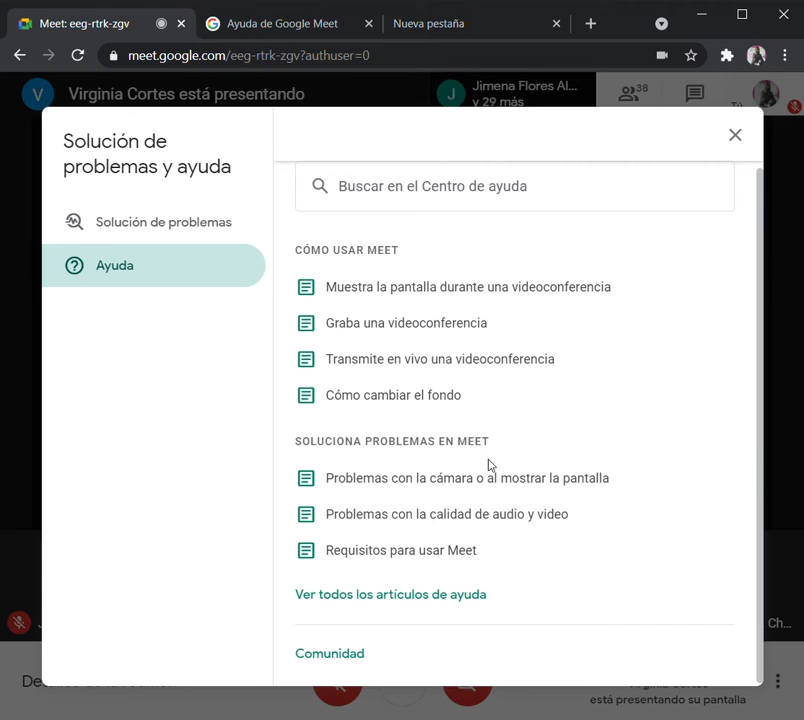 Meet: eeg-rtrk-zgv
Ayuda de Google Meet
Nueva pestaña
meet.google.com/eeg-rtrk-zgv?authuser=0
V
Virginia Cortes está presentando
J
Jimena Flores Al...
y 29 más
38
Solución de
problemas y ayuda
Solución de problemas
Ayuda
Buscar en el Centro de ayuda
CÓMO USAR MEET
Muestra la pantalla durante una videoconferencia
Graba una videoconferencia
Transmite en vivo una videoconferencia
Cómo cambiar el fondo
SOLUCIONA PROBLEMAS EN MEET
Problemas con la cámara o al mostrar la pantalla
Problemas con la calidad de audio y video
Requisitos para usar Meet
Ver todos los artículos de ayuda
Comunidad
Ch...
Virginia Cortes
está presentando su pantalla